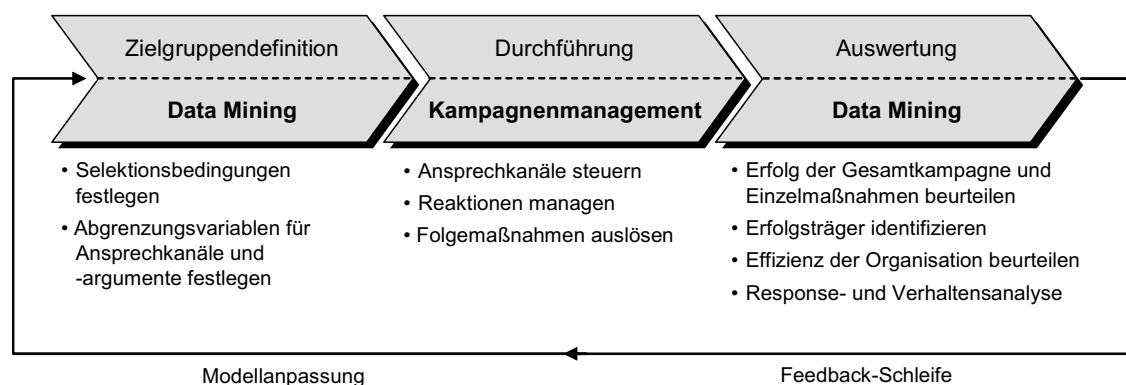 Zielgruppendefinition
Data Mining
• Selektionsbedingungen
festlegen
• Abgrenzungsvariablen für
Ansprechkanäle und
-argumente festlegen
Durchführung
Kampagnenmanagement
• Ansprechkanäle steuern
• Reaktionen managen
• Folgemaßnahmen auslösen
Auswertung
Data Mining
• Erfolg der Gesamtkampagne und
Einzelmaßnahmen beurteilen
• Erfolgsträger identifizieren
• Effizienz der Organisation beurteilen
• Response- und Verhaltensanalyse
Modellanpassung
Feedback-Schleife